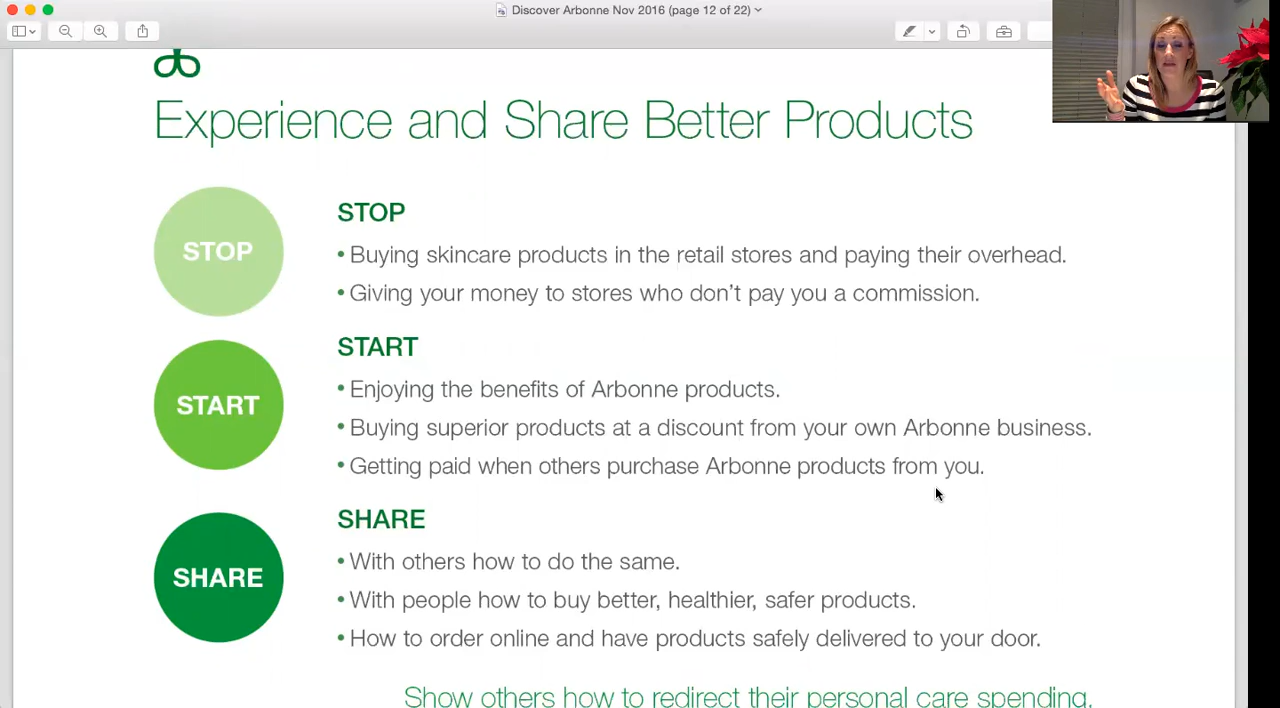 Discover Arbonne Nov 2016 (page 12 of 22)
Experience and Share Better Products
STOP
STOP
• Buying skincare products in the retail stores and paying their overhead.
• Giving your money to stores who don't pay you a commission.
START
START
• Enjoying the benefits of Arbonne products.
• Buying superior products at a discount from your own Arbonne business.
• Getting paid when others purchase Arbonne products from you.
SHARE
SHARE
• With others how to do the same.
• With people how to buy better, healthier, safer products.
• How to order online and have products safely delivered to your door.
Show others how to redirect their personal care spending.